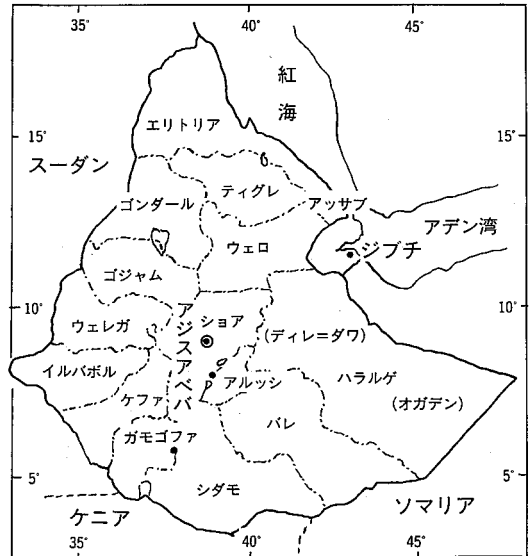 35°
40°
45°
紅海
エリトリア
15°
15°
スーダン
ティグレ
アッサブ
ゴンダール
アデン湾
ウェロ
ジブチ
ゴジャム
10°
10°
アジスアベバ
ショア
ウェレガ
(ディレ=ダワ)
イルバボル
アルッシ
ハラルゲ
ケファ
(オガデン)
バレ
ガモゴファ
5°
5°
シダモ
ソマリア
ケニア
35°
40°
45°